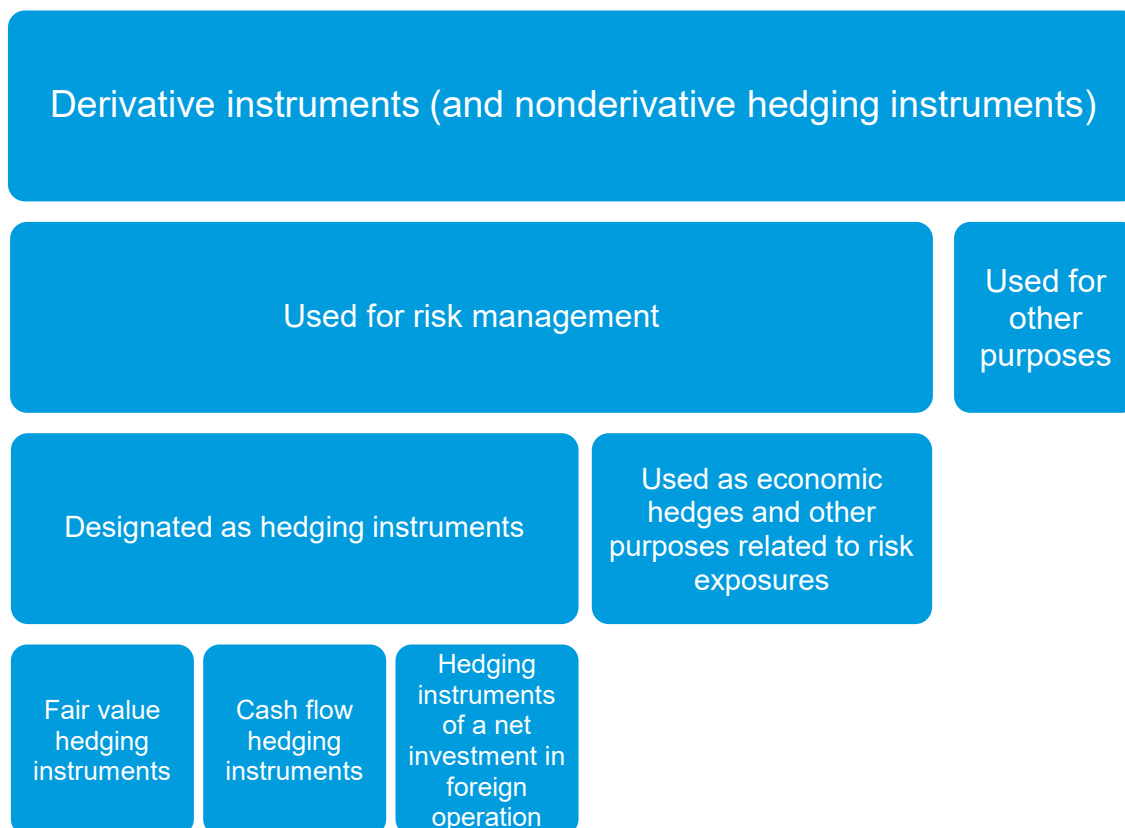 Derivative instruments (and nonderivative hedging instruments)
Used for risk management
Used for
other
purposes
Designated as hedging instruments
Used as economic
hedges and other
purposes related to risk
exposures
Fair value
hedging
instruments
Cash flow
hedging
instruments
Hedging
instruments
of a net
investment in
foreign
operation